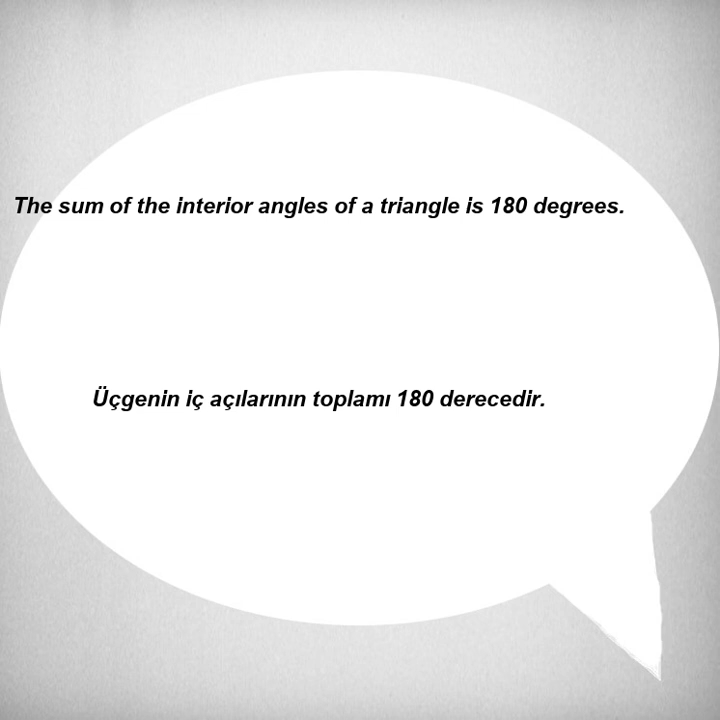 The sum of the interior angles of a triangle is 180 degrees.
Üçgenin iç açılarının toplamı 180 derecedir.